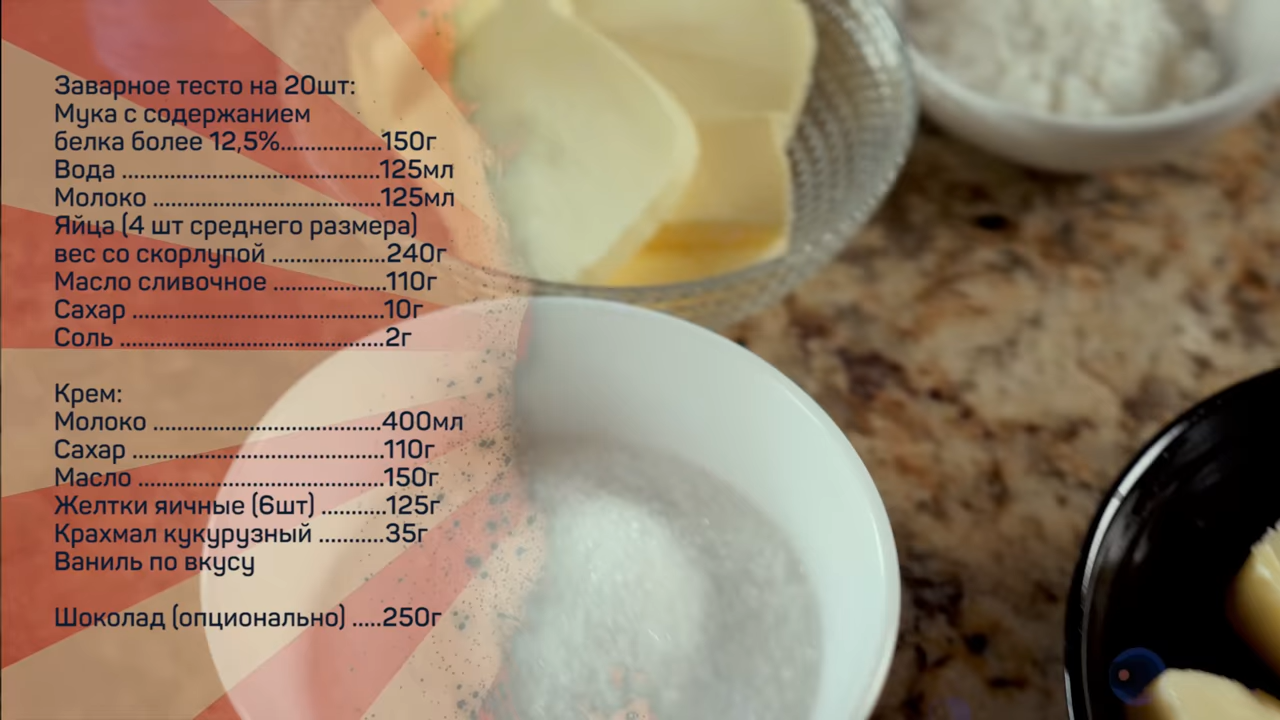 Заварное тесто на 20шт:
Мука с содержанием
белка более 12,5%.................150г
Вода ...........................................125мл
Молоко ......................................125мл
Яйца (4 шт среднего размера)
вес со скорлупой ...................240г
Масло сливочное ...................110г
Сахар ..........................................10г
Соль ............................................2г
Крем:
Молоко ......................................400мл
Сахар ..........................................110г
Масло .........................................150г
Желтки яичные (6шт) ...........125г
Крахмал кукурузный ...........35г
Ваниль по вкусу
Шоколад (опционально) .....250г